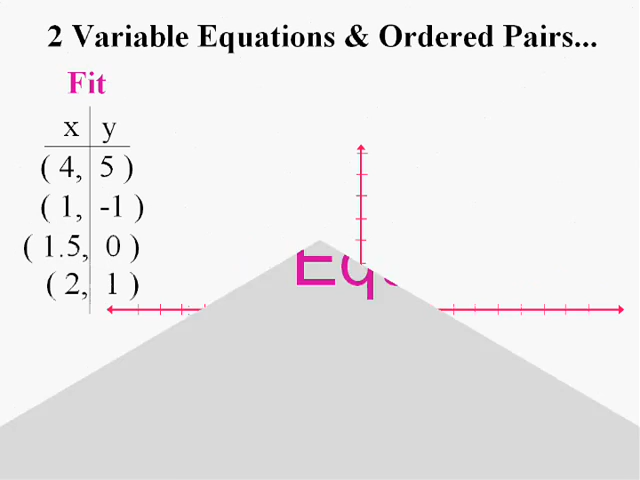 2 Variable Equations & Ordered Pairs...
Fit
x y
( 4, 5 )
( 1, -1 )
( 1.5, 0 )
( 2, 1 )